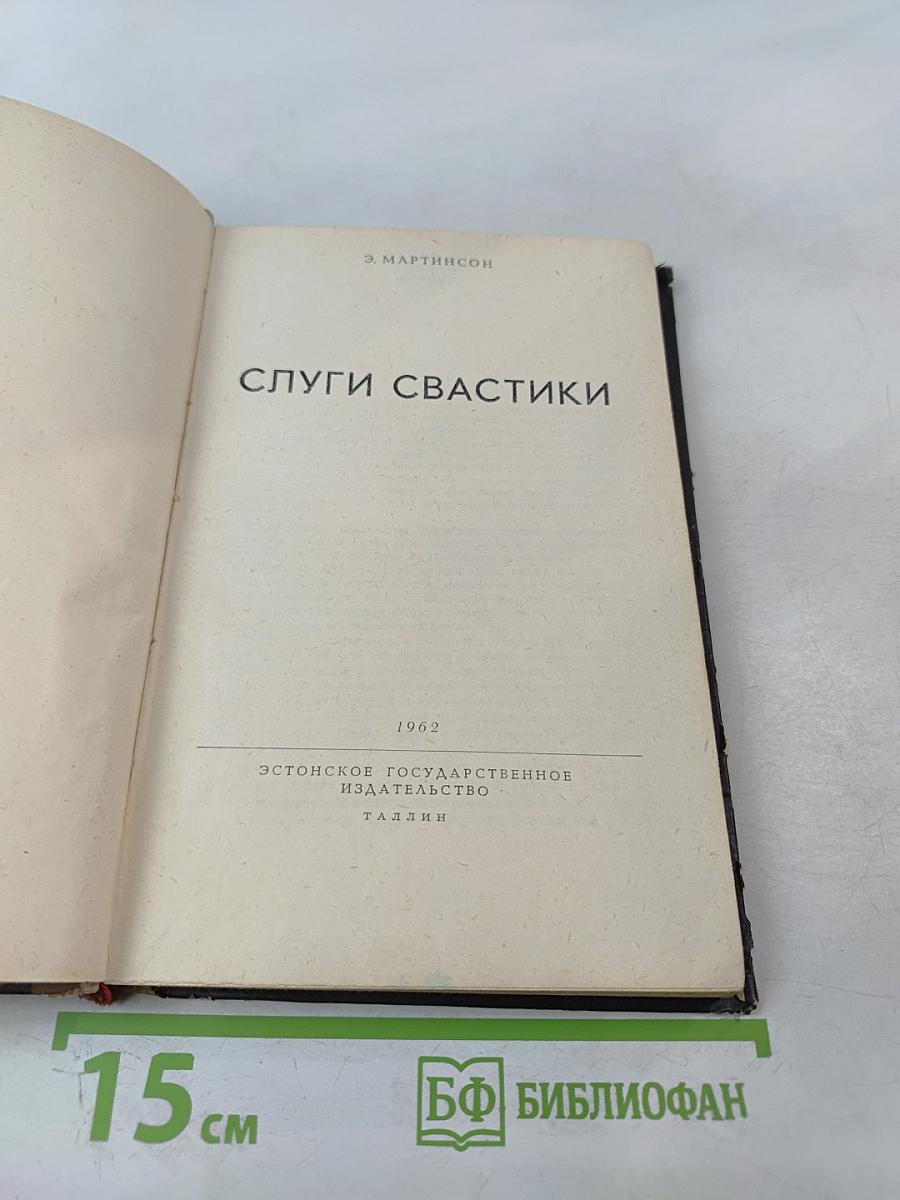 Э. МАРТИНСОН
СЛУГИ СВАСТИКИ
1962
ЭСТОНСКОЕ ГОСУДАРСТВЕННОЕ
ИЗДАТЕЛЬСТВО
ТАЛЛИН
15 см
БФ БИБЛИОФАН